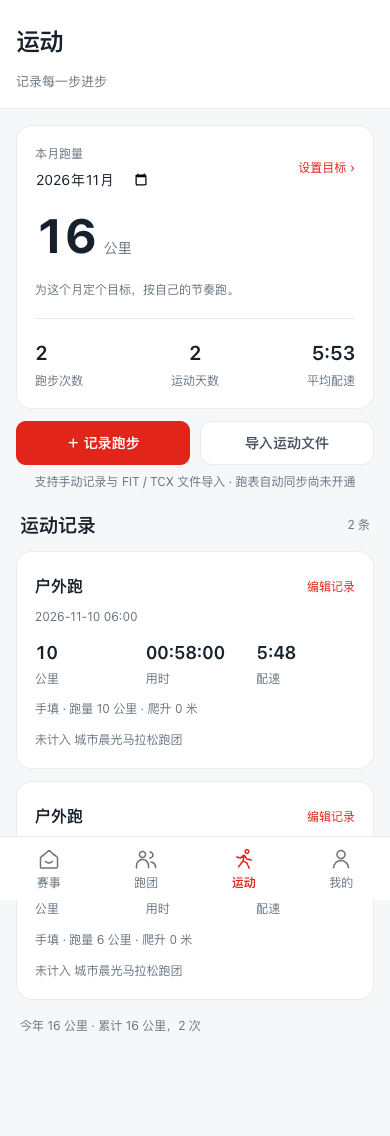 运动
记录每一步进步
本月跑量
2026年11月
设置目标 ›
16 公里
为这个月定个目标，按自己的节奏跑。
2 2 5:53
跑步次数 运动天数 平均配速
+ 记录跑步 导入运动文件
支持手动记录与 FIT / TCX 文件导入 · 跑表自动同步尚未开通
运动记录 2 条
户外跑 编辑记录
2026-11-10 06:00
10 00:58:00 5:48
公里 用时 配速
手填 · 跑量 10 公里 · 爬升 0 米
未计入 城市晨光马拉松跑团
户外跑 编辑记录
赛事 跑团 运动 我的
公里 用时 配速
手填 · 跑量 6 公里 · 爬升 0 米
未计入 城市晨光马拉松跑团
今年 16 公里 · 累计 16 公里，2 次